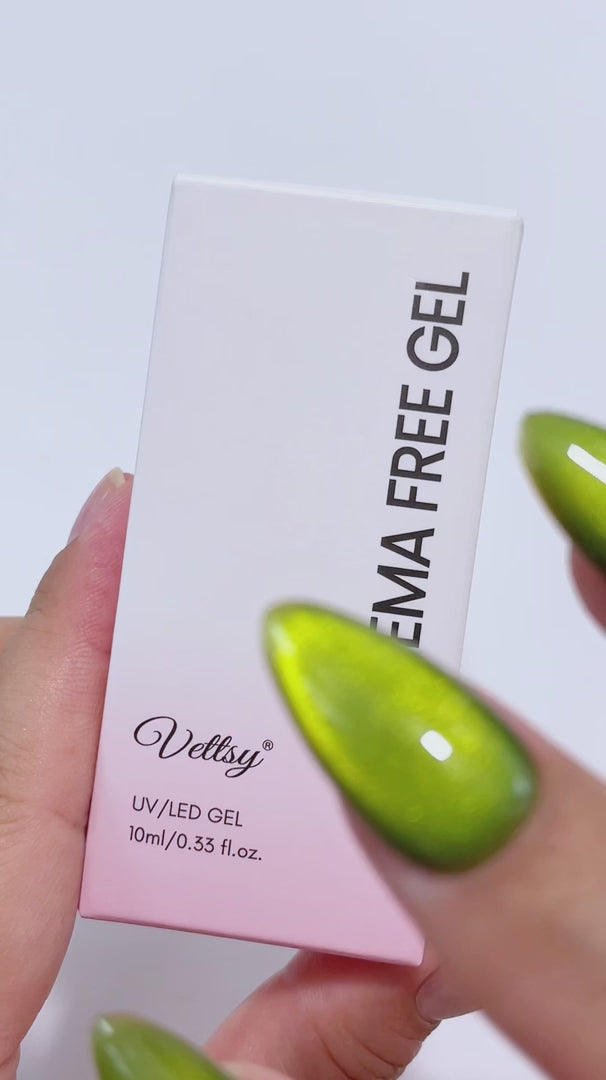 EMA FREE GEL
Vettsy®
UV/LED GEL
10ml/0.33 fl.oz.